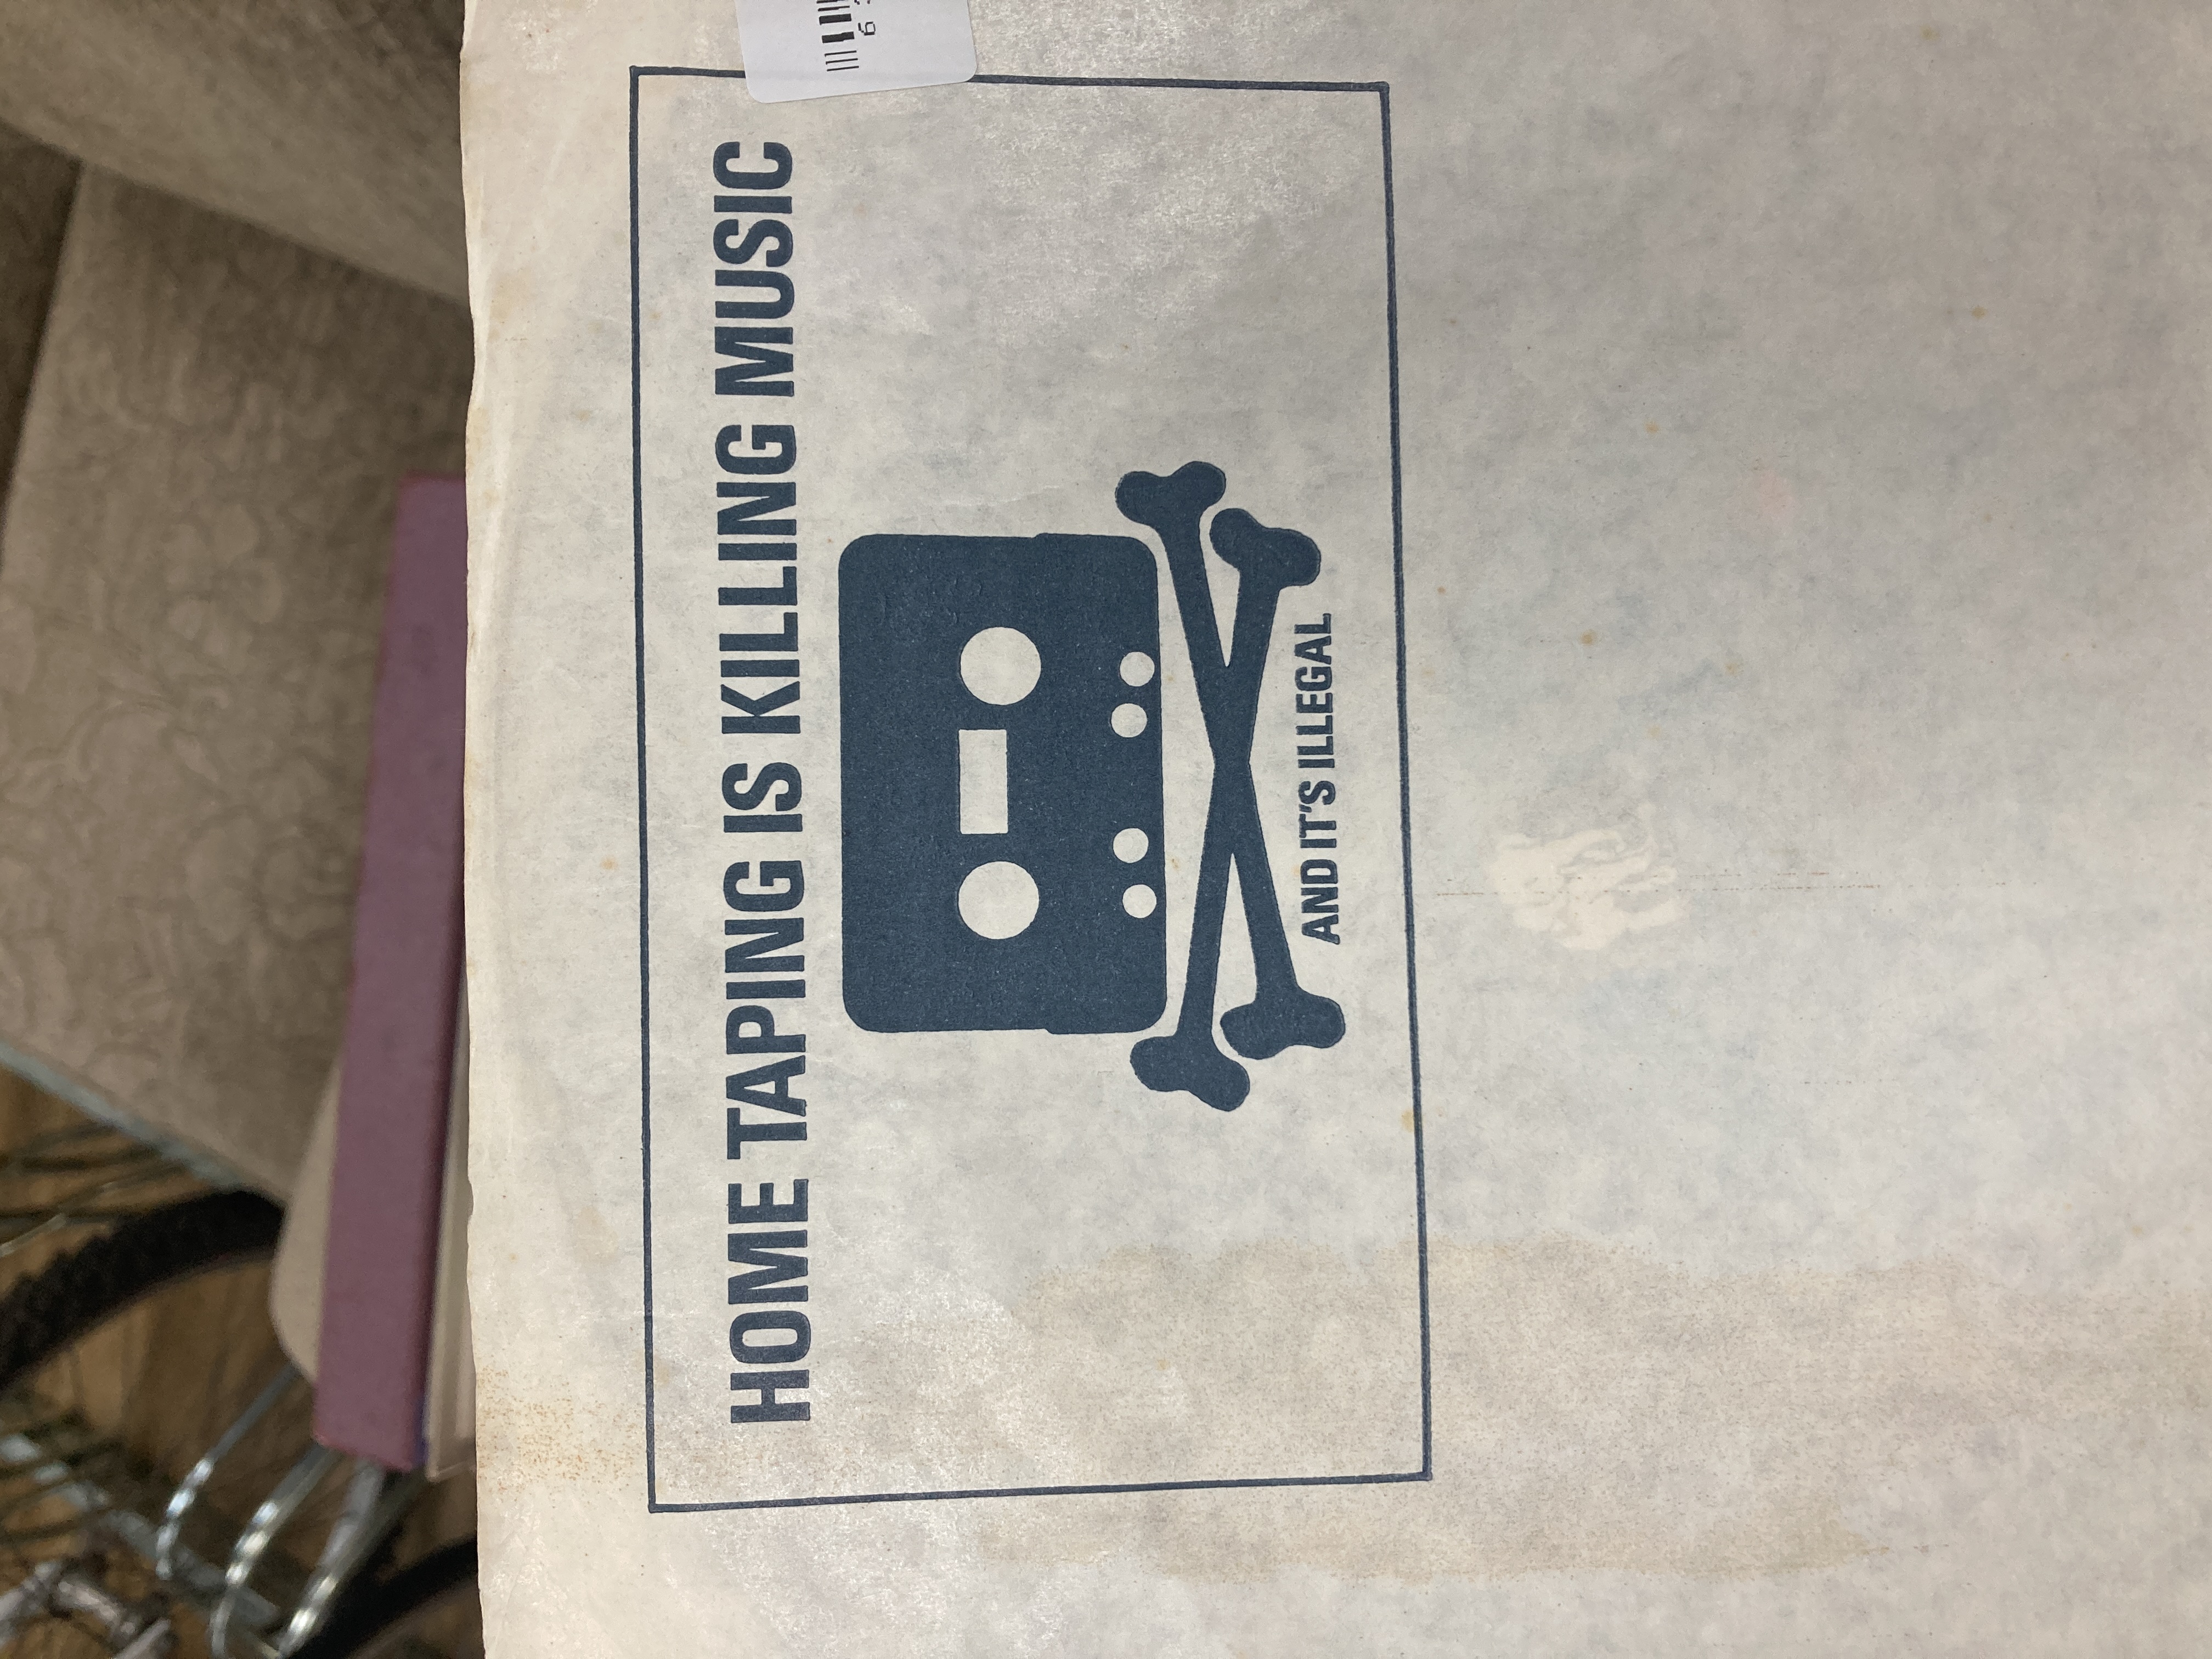 HOME TAPING IS KILLING MUSIC
AND IT'S ILLEGAL